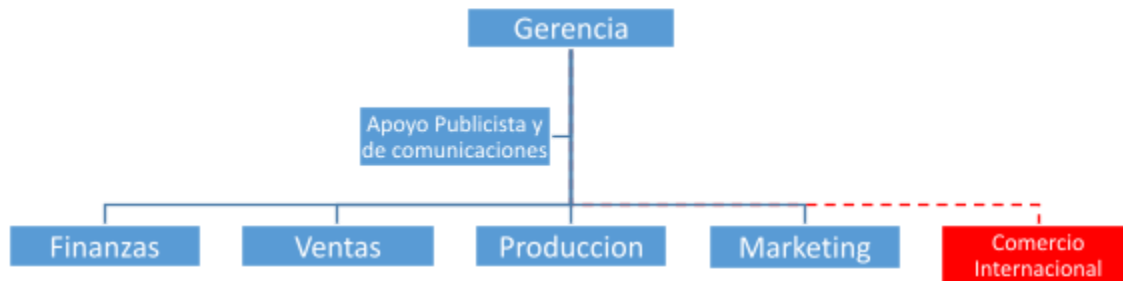 Gerencia
Apoyo Publicista y
de comunicaciones
Finanzas
Ventas
Produccion
Marketing
Comercio
Internacional